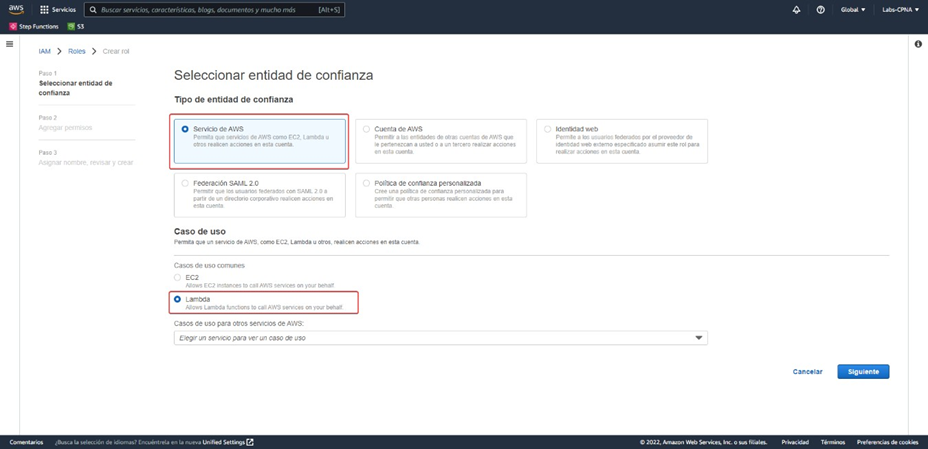 aws
Servicios
Buscar servicios, características, blogs, documentos y mucho más
[Alt+S]
Global
Labs-CPNA
Step Functions
S3
IAM
Roles
Crear rol
Paso 1
Seleccionar entidad de
confianza
Paso 2
Agregar permisos
Paso 3
Asignar nombre, revisar y crear
Seleccionar entidad de confianza
Tipo de entidad de confianza
Servicio de AWS
Permita que servicios de AWS como EC2, Lambda u
otros realicen acciones en esta cuenta.
Cuenta de AWS
Permitir a las entidades de otras cuentas de AWS que
le pertenezcan a usted o a un tercero realizar acciones
en esta cuenta.
Identidad web
Permite a los usuarios federados por el proveedor de
identidad web externo especificado asumir este rol para
realizar acciones en esta cuenta.
Federación SAML 2.0
Permitir que los usuarios federados con SAML 2.0 a
partir de un directorio corporativo realicen acciones en
esta cuenta
Política de confianza personalizada
Cree una política de confianza personalizada para
permitir que otras personas realicen acciones en esta
cuenta.
Caso de uso
Permita que un servicio de AWS, como EC2, Lambda u otros, realicen acciones en esta cuenta.
Casos de uso comunes
EC2
Allows EC2 instances to call AWS services on your behalf.
Lambda
Allows Lambda functions to call AWS services on your behalf.
Casos de uso para otros servicios de AWS:
Elegir un servicio para ver un caso de uso
Cancelar
Siguiente
Comentarios
¿Busca la selección de idiomas? Encuéntrela en la nueva Unified Settings
© 2022, Amazon Web Services, Inc. o sus filiales.
Privacidad
Términos
Preferencias de cookies